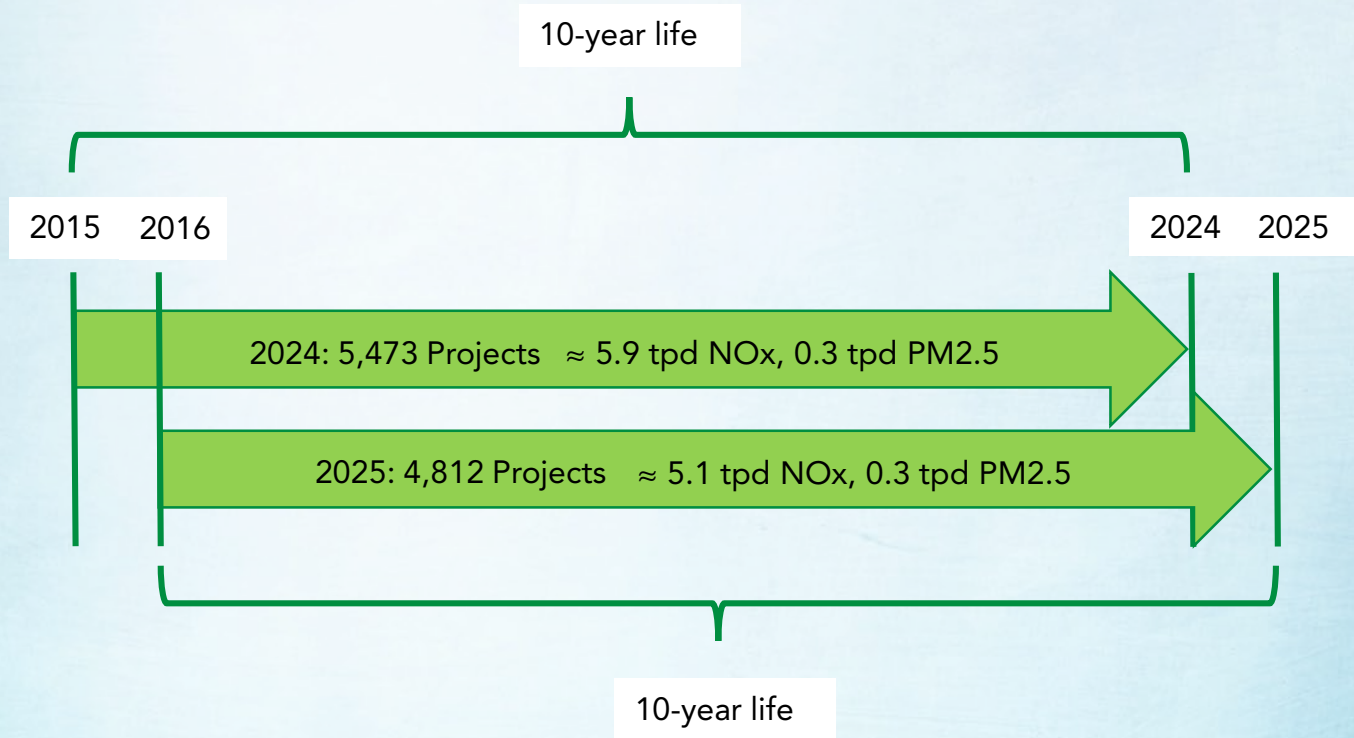 10-year life
2015 2016 2024 2025
2024: 5,473 Projects ≈ 5.9 tpd NOx, 0.3 tpd PM2.5
2025: 4,812 Projects ≈ 5.1 tpd NOx, 0.3 tpd PM2.5
10-year life